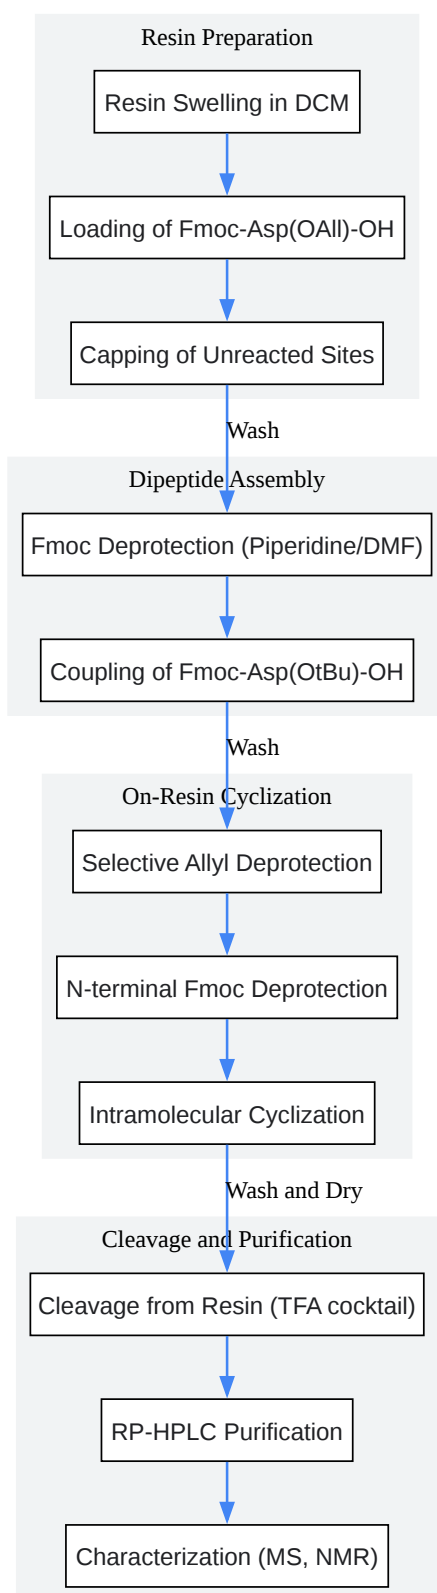 Resin Preparation
Resin Swelling in DCM
Loading of Fmoc-Asp(OAll)-OH
Capping of Unreacted Sites
Wash
Dipeptide Assembly
Fmoc Deprotection (Piperidine/DMF)
Coupling of Fmoc-Asp(OtBu)-OH
Wash
On-Resin Cyclization
Selective Allyl Deprotection
N-terminal Fmoc Deprotection
Intramolecular Cyclization
Wash and Dry
Cleavage and Purification
Cleavage from Resin (TFA cocktail)
RP-HPLC Purification
Characterization (MS, NMR)